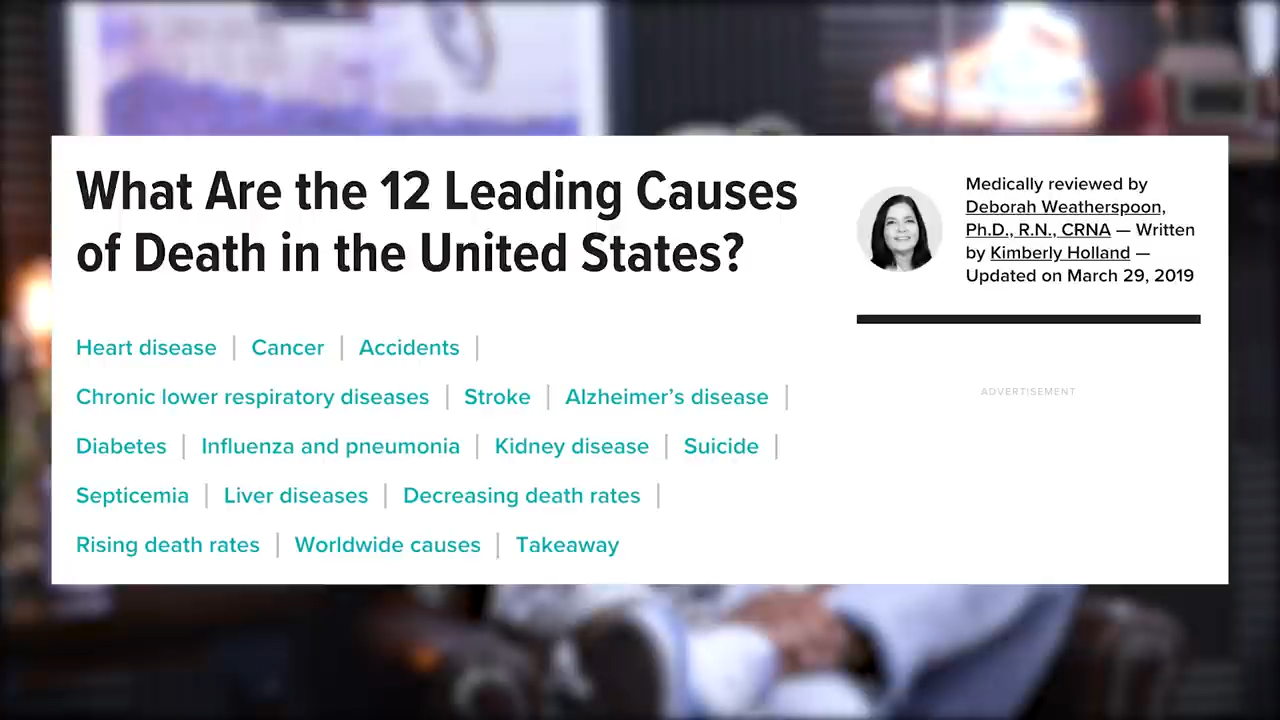 What Are the 12 Leading Causes
of Death in the United States?
Medically reviewed by
Deborah Weatherspoon,
Ph.D., R.N., CRNA — Written
by Kimberly Holland —
Updated on March 29, 2019
Heart disease | Cancer | Accidents |
Chronic lower respiratory diseases | Stroke | Alzheimer’s disease |
Diabetes | Influenza and pneumonia | Kidney disease | Suicide |
Septicemia | Liver diseases | Decreasing death rates |
Rising death rates | Worldwide causes | Takeaway
ADVERTISEMENT